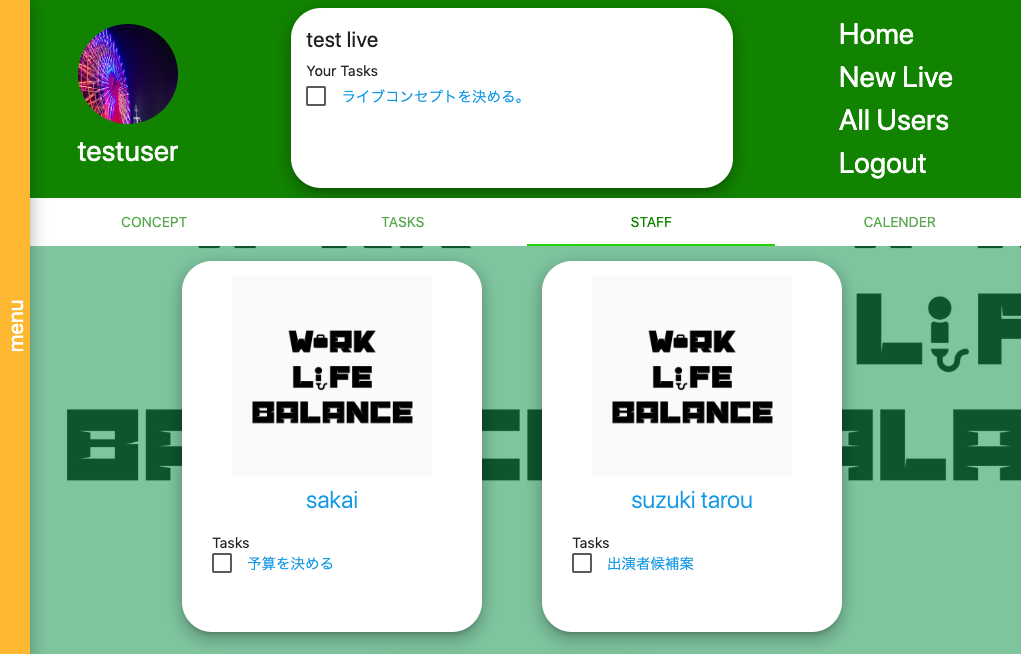 menu
testuser
test live
Your Tasks
ライブコンセプトを決める。
Home
New Live
All Users
Logout
CONCEPT
TASKS
STAFF
CALENDER
WORK
LiFE
BALANCE
sakai
Tasks
予算を決める
WORK
LiFE
BALANCE
suzuki tarou
Tasks
出演者候補案